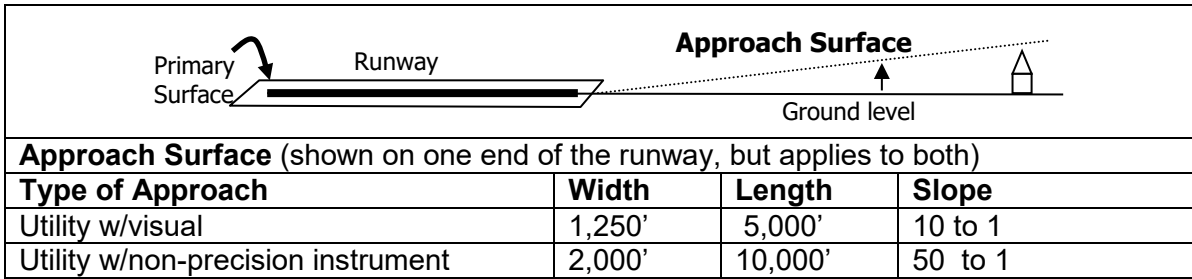 Approach Surface
Primary Surface
Runway
Ground level
Approach Surface (shown on one end of the runway, but applies to both)
Type of Approach Width Length Slope
Utility w/visual 1,250’ 5,000’ 10 to 1
Utility w/non-precision instrument 2,000’ 10,000’ 50 to 1